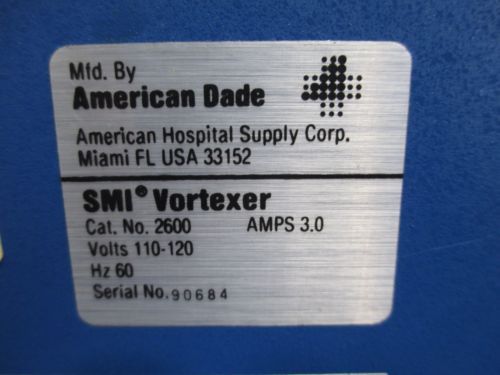 Mfd. By
American Dade
American Hospital Supply Corp.
Miami FL USA 33152
SMI® Vortexer
Cat. No. 2600 AMPS 3.0
Volts 110-120
Hz 60
Serial No. 90684